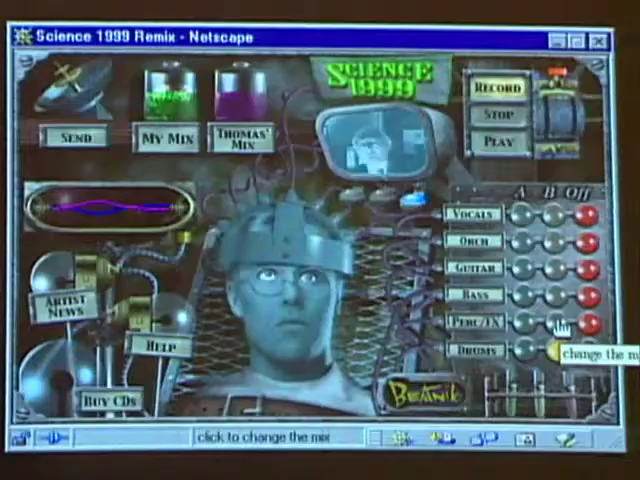 Science 1999 Remix - Netscape
SCIENCE
1999
SEND
MY MIX
THOMAS'
MIX
RECORD
STOP
PLAY
A B Off
VOCALS
ORCH
GUITAR
BASS
PERC/FX
DRUMS
change the m
ARTIST
NEWS
HELP
BUY CDS
BEATNIK
click to change the mix